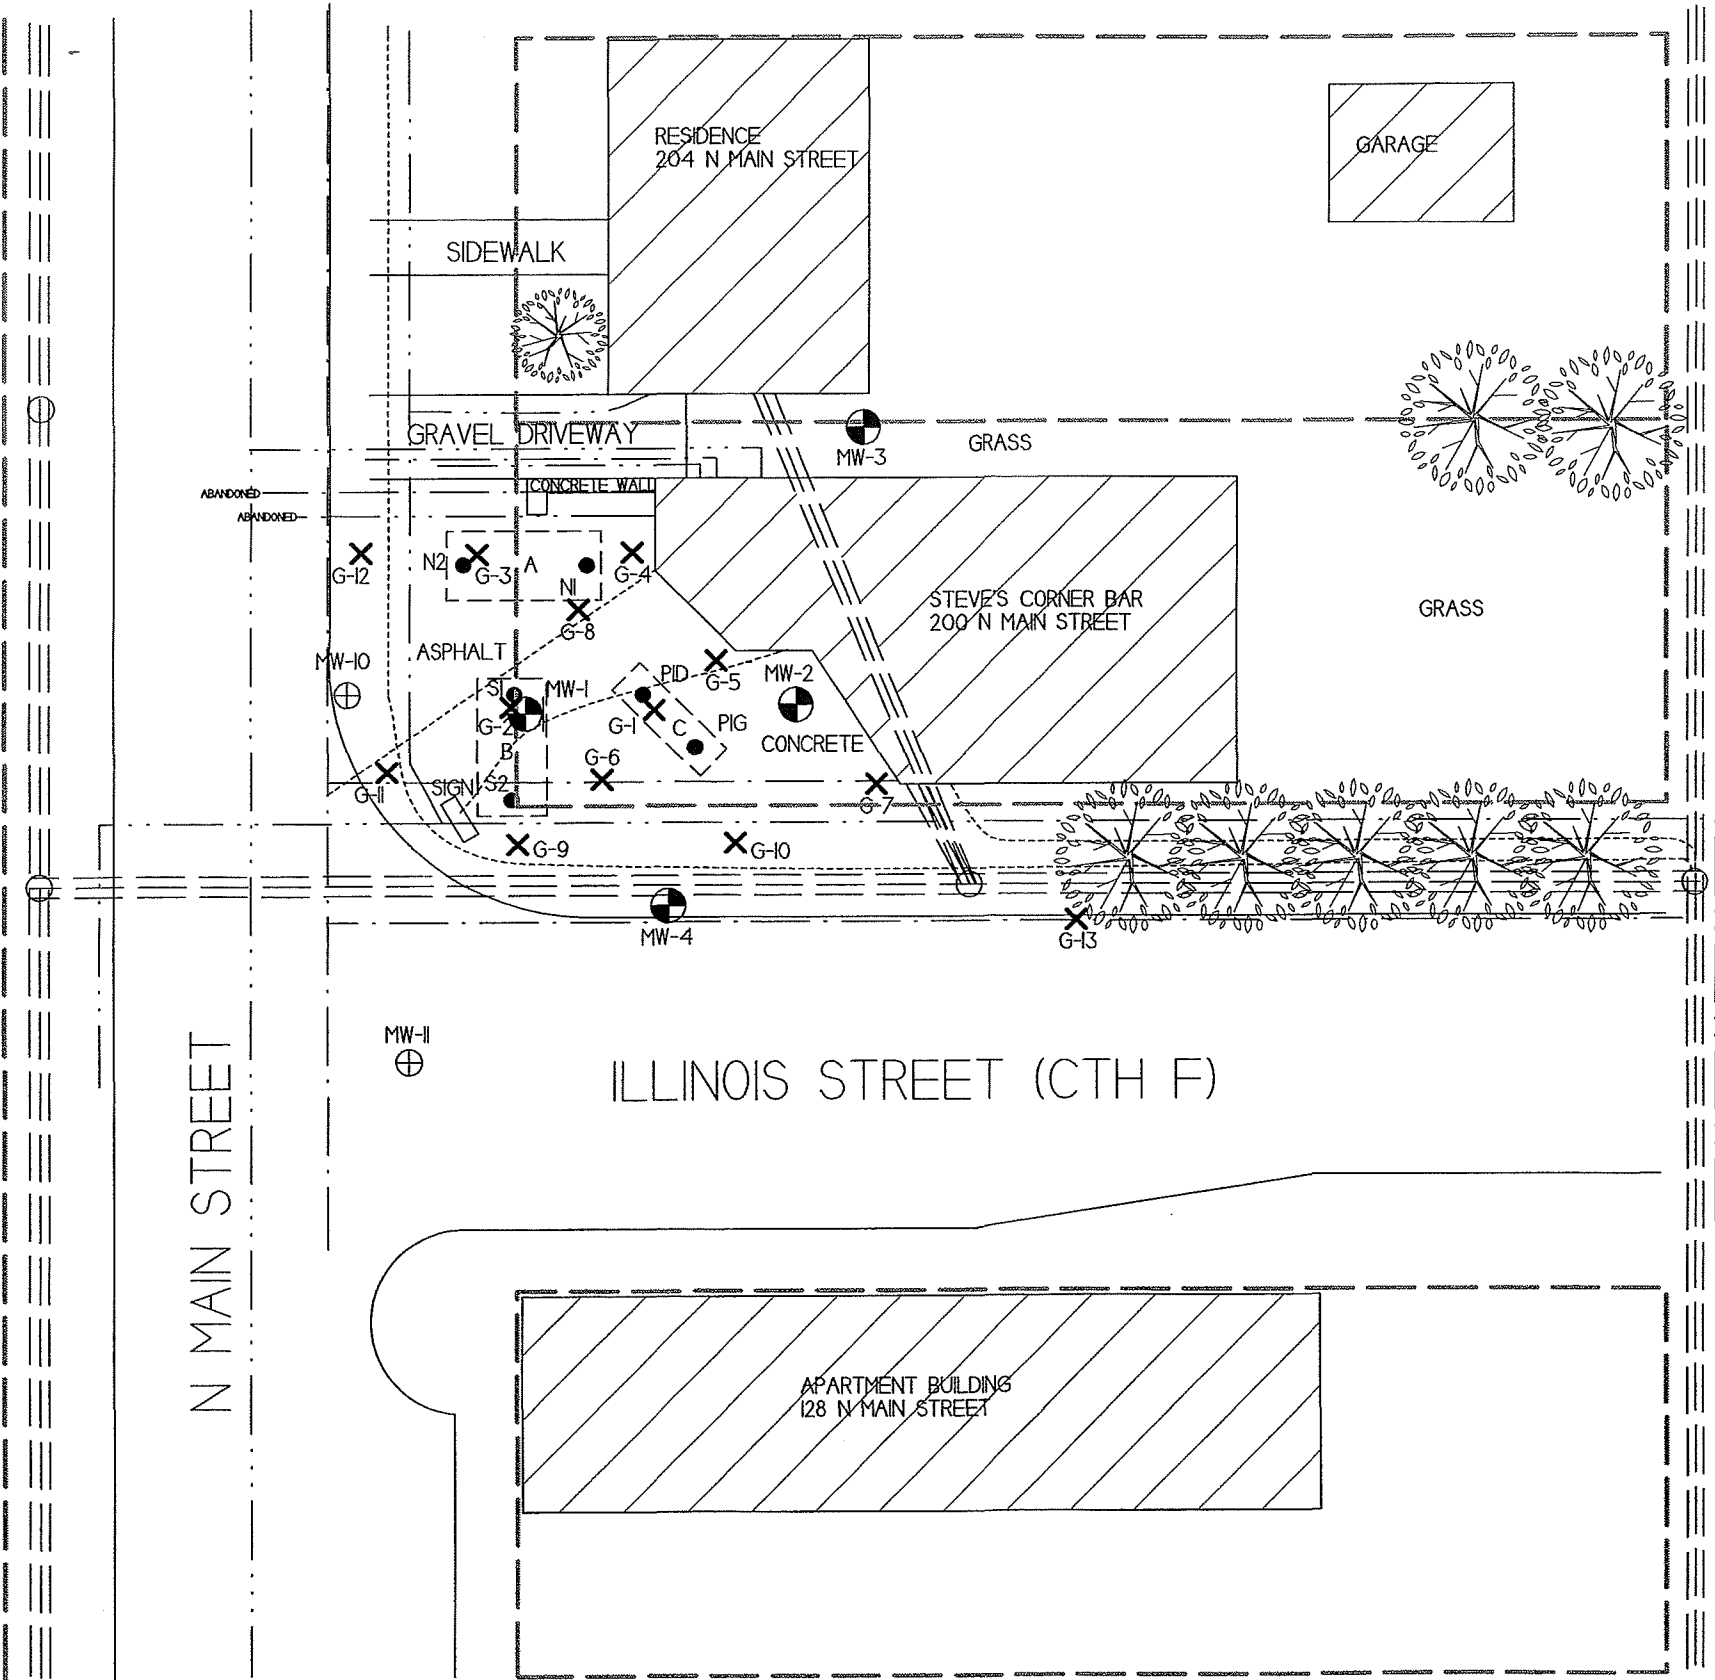 RESIDENCE
204 N MAIN STREET
GARAGE
SIDEWALK
GRAVEL DRIVEWAY
MW-3
GRASS
CONCRETE WALL
ABANDONED
ABANDONED
G-12
N2
G-3
A
N1
G-4
G-8
STEVE'S CORNER BAR
200 N MAIN STREET
GRASS
ASPHALT
MW-10
S1
MW-1
G-2
B
PID
G-5
MW-2
G-1
C
PIG
CONCRETE
G-6
G-11
SIGN
S2
G-7
G-9
G-10
MW-4
G-13
MW-11
ILLINOIS STREET (CTH F)
N MAIN STREET
APARTMENT BUILDING
128 N MAIN STREET